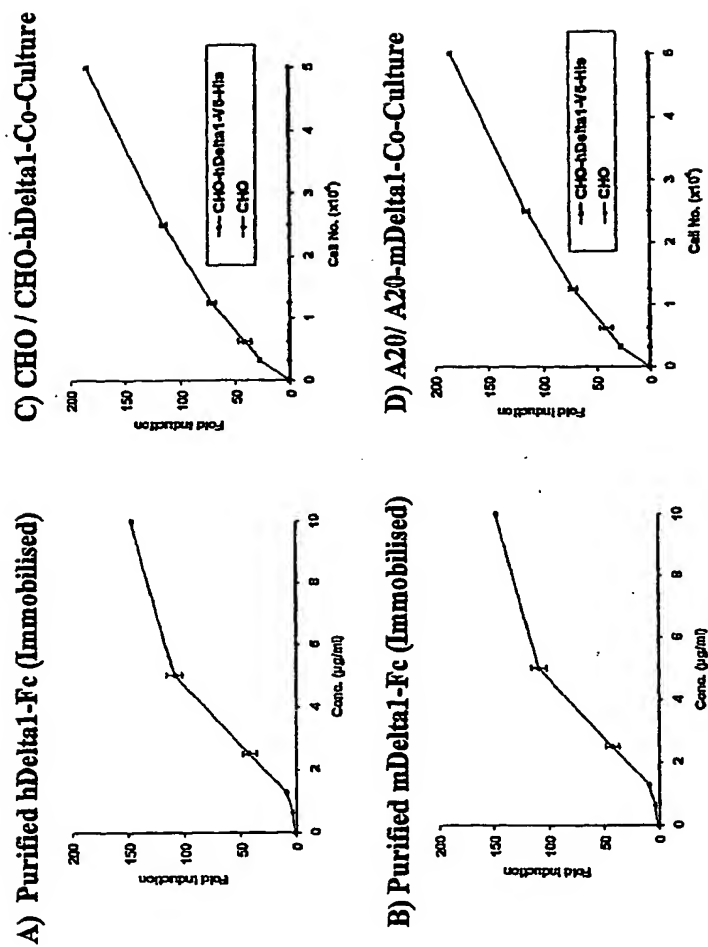 A) Purified hDelta1-Fc (Immobilised)
200
150
100
50
0
Fold Induction
0
2
4
6
8
10
Conc. (µg/ml)
B) Purified mDelta1-Fc (Immobilised)
200
150
100
50
0
Fold Induction
0
2
4
6
8
10
Conc. (µg/ml)
C) CHO / CHO-hDelta1-Co-Culture
200
150
100
50
0
Fold Induction
CHO-hDelta1-V5-His
CHO
0
1
2
3
4
5
Cell No. (x10⁴)
D) A20/ A20-mDelta1-Co-Culture
200
150
100
50
0
Fold Induction
CHO-hDelta1-V5-His
CHO
0
1
2
3
4
5
Cell No. (x10⁴)